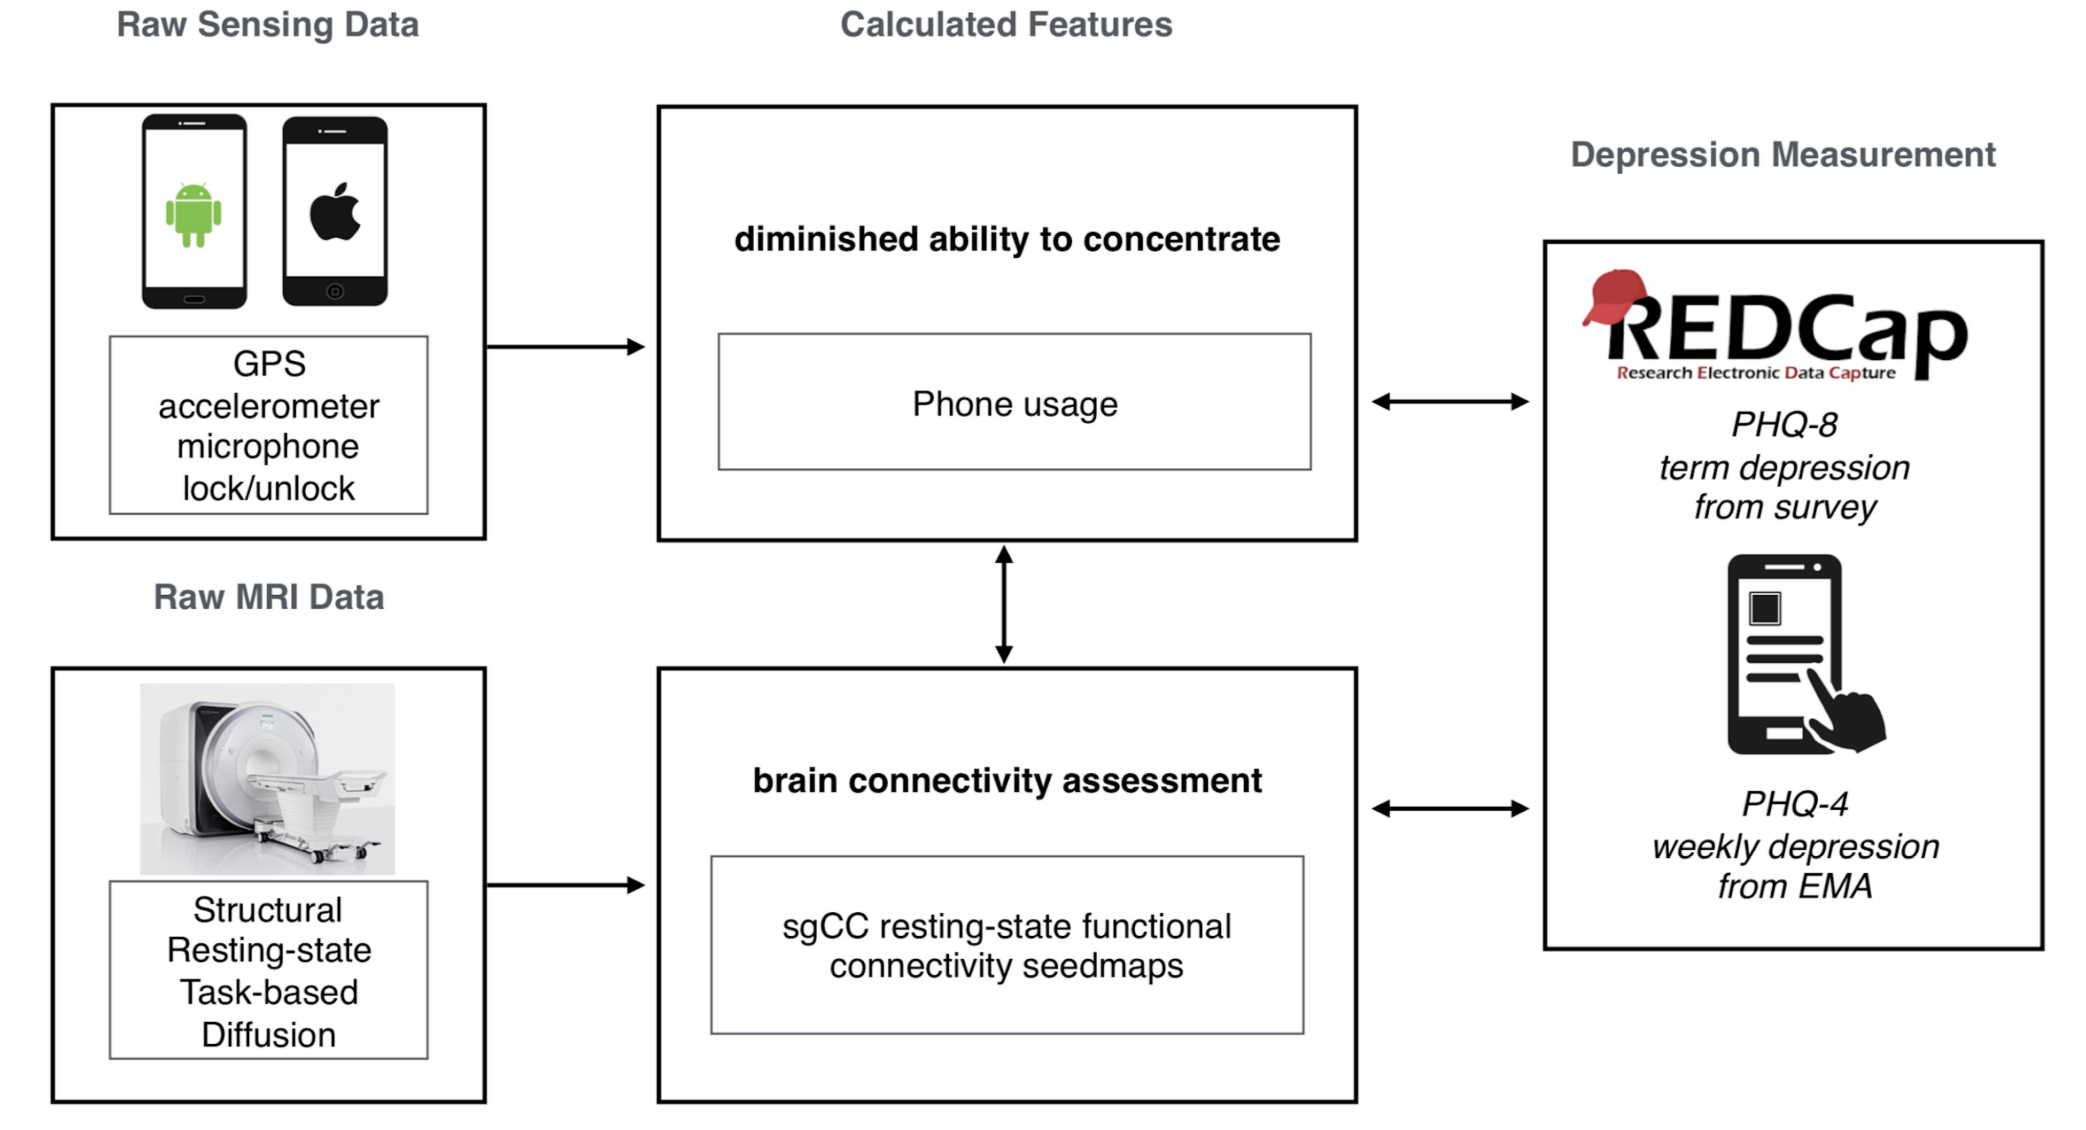 Raw Sensing Data
Calculated Features
GPS
accelerometer
microphone
lock/unlock
diminished ability to concentrate
Phone usage
Depression Measurement
REDCap
Research Electronic Data Capture
PHQ-8
term depression
from survey
PHQ-4
weekly depression
from EMA
Raw MRI Data
Structural
Resting-state
Task-based
Diffusion
brain connectivity assessment
sgCC resting-state functional
connectivity seedmaps